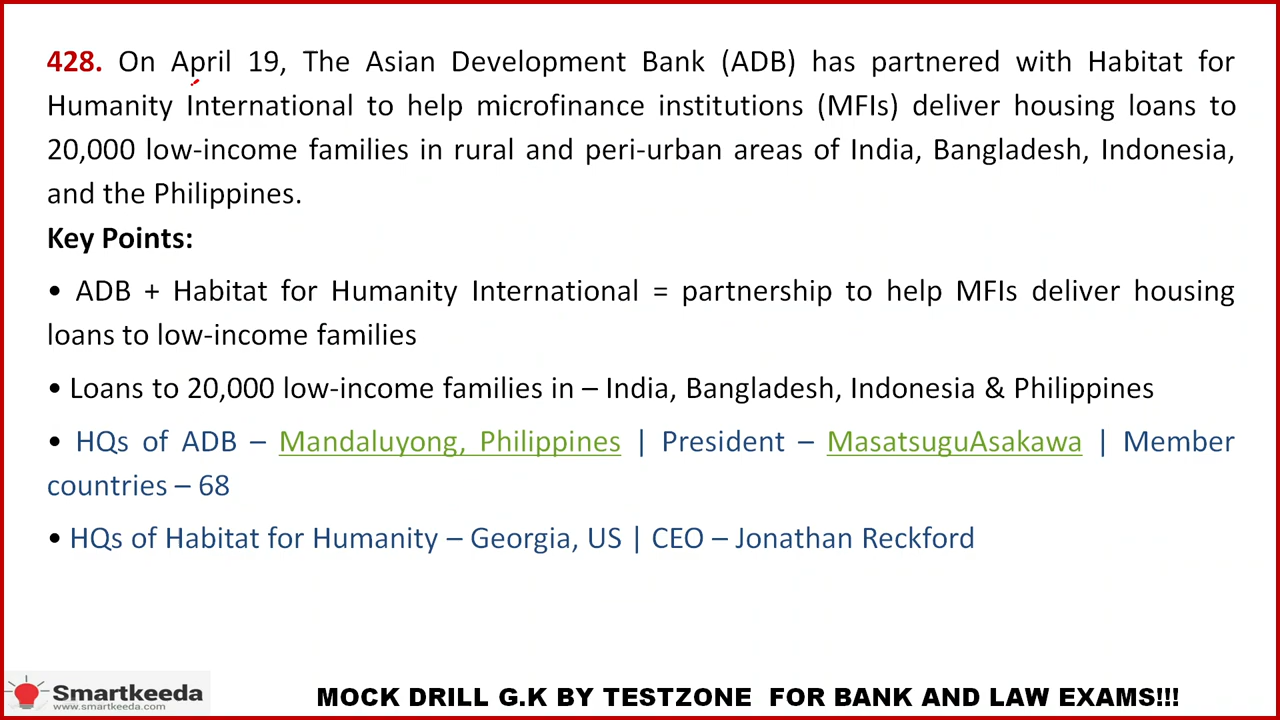 428. On April 19, The Asian Development Bank (ADB) has partnered with Habitat for
Humanity International to help microfinance institutions (MFIs) deliver housing loans to
20,000 low-income families in rural and peri-urban areas of India, Bangladesh, Indonesia,
and the Philippines.
Key Points:
• ADB + Habitat for Humanity International = partnership to help MFIs deliver housing
loans to low-income families
• Loans to 20,000 low-income families in – India, Bangladesh, Indonesia & Philippines
• HQs of ADB – Mandaluyong, Philippines | President – MasatsuguAsakawa | Member
countries – 68
• HQs of Habitat for Humanity – Georgia, US | CEO – Jonathan Reckford
Smartkeeda
www.smartkeeda.com
MOCK DRILL G.K BY TESTZONE FOR BANK AND LAW EXAMS!!!